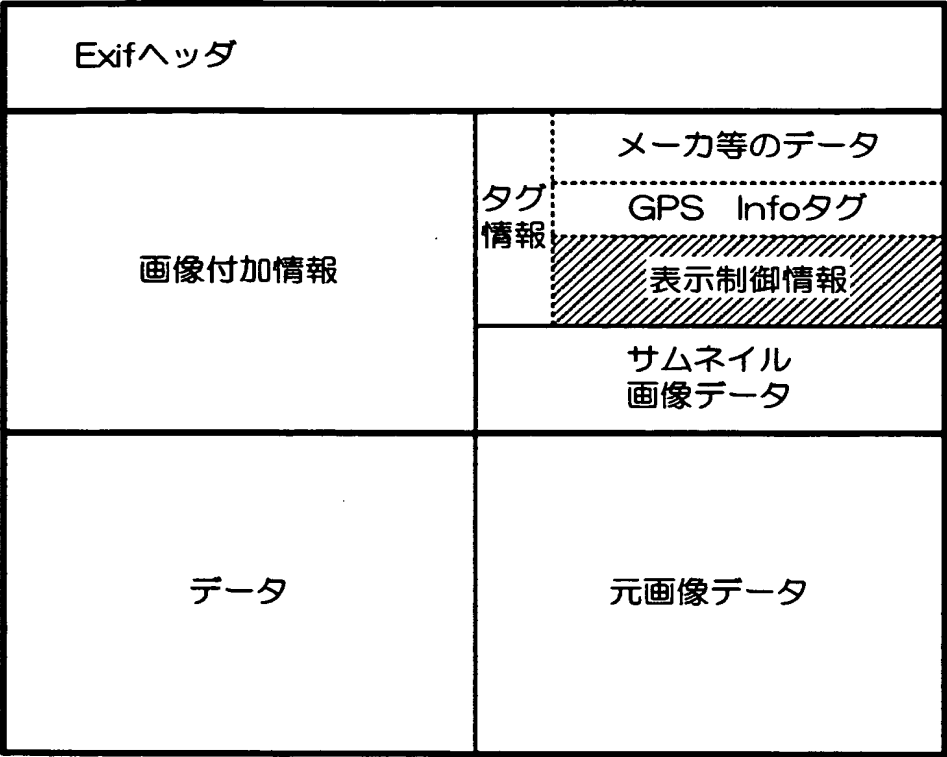 Exifヘッダ
画像付加情報
タグ
情報
メーカ等のデータ
GPS Infoタグ
表示制御情報
サムネイル
画像データ
データ
元画像データ